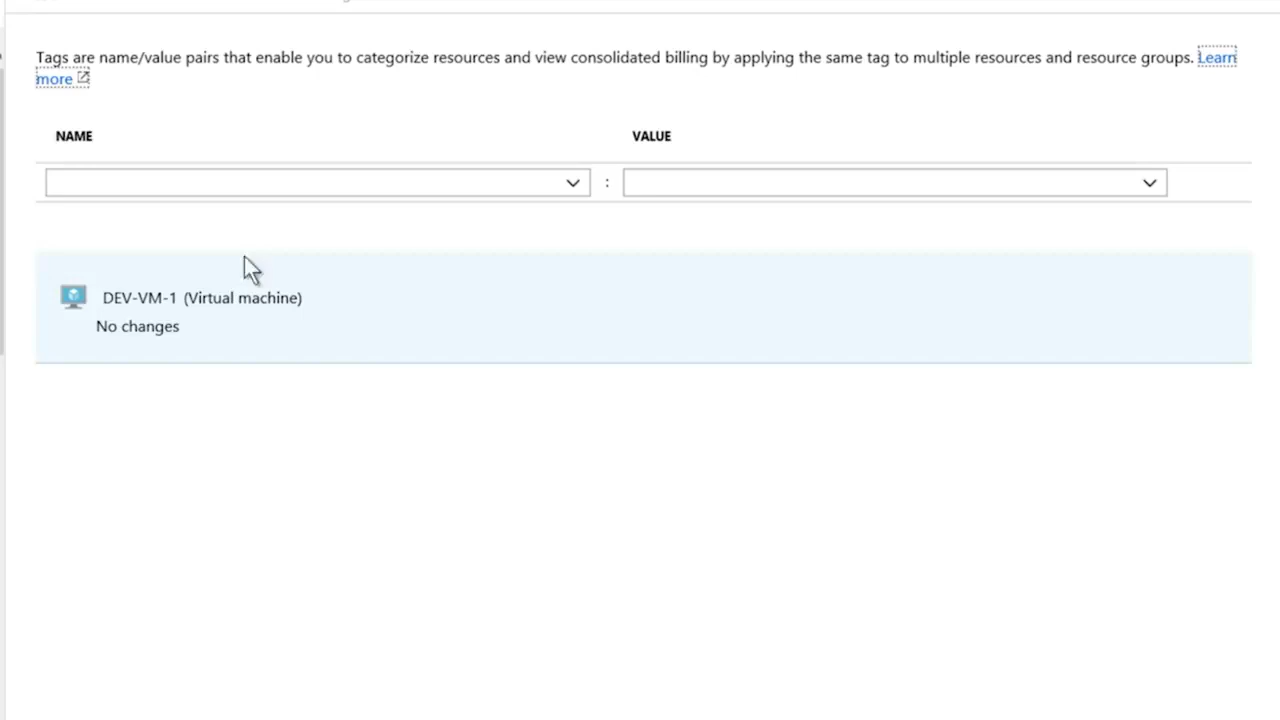 Tags are name/value pairs that enable you to categorize resources and view consolidated billing by applying the same tag to multiple resources and resource groups. Learn
more
NAME VALUE
:
DEV-VM-1 (Virtual machine)
No changes